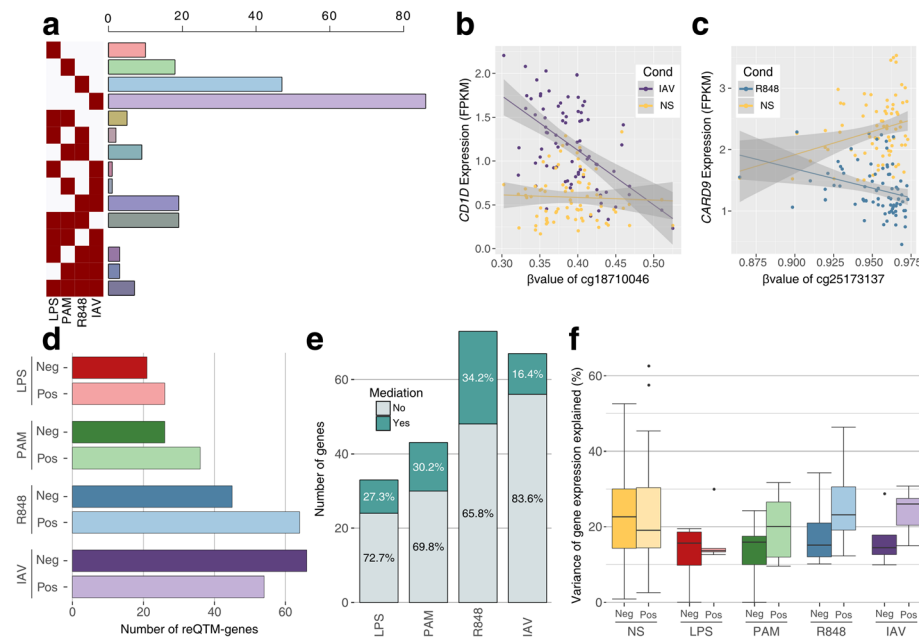 a
0
20
40
60
80
LPS
PAM
R848
IAV
b
CD1D Expression (FPKM)
2.0
1.5
1.0
0.5
0.0
Cond
IAV
NS
0.30 0.35 0.40 0.45 0.50
βvalue of cg18710046
c
CARD9 Expression (FPKM)
3
2
1
Cond
R848
NS
0.875 0.900 0.925 0.950 0.975
βvalue of cg25173137
d
LPS
Neg
Pos
PAM
Neg
Pos
R848
Neg
Pos
IAV
Neg
Pos
0 20 40 60
Number of reQTM-genes
e
Number of genes
60
40
20
0
Mediation
No
Yes
27.3%
72.7%
30.2%
69.8%
34.2%
65.8%
16.4%
83.6%
LPS
PAM
R848
IAV
f
Variance of gene expression explained (%)
60
40
20
0
Neg Pos Neg Pos Neg Pos Neg Pos Neg Pos
NS LPS PAM R848 IAV